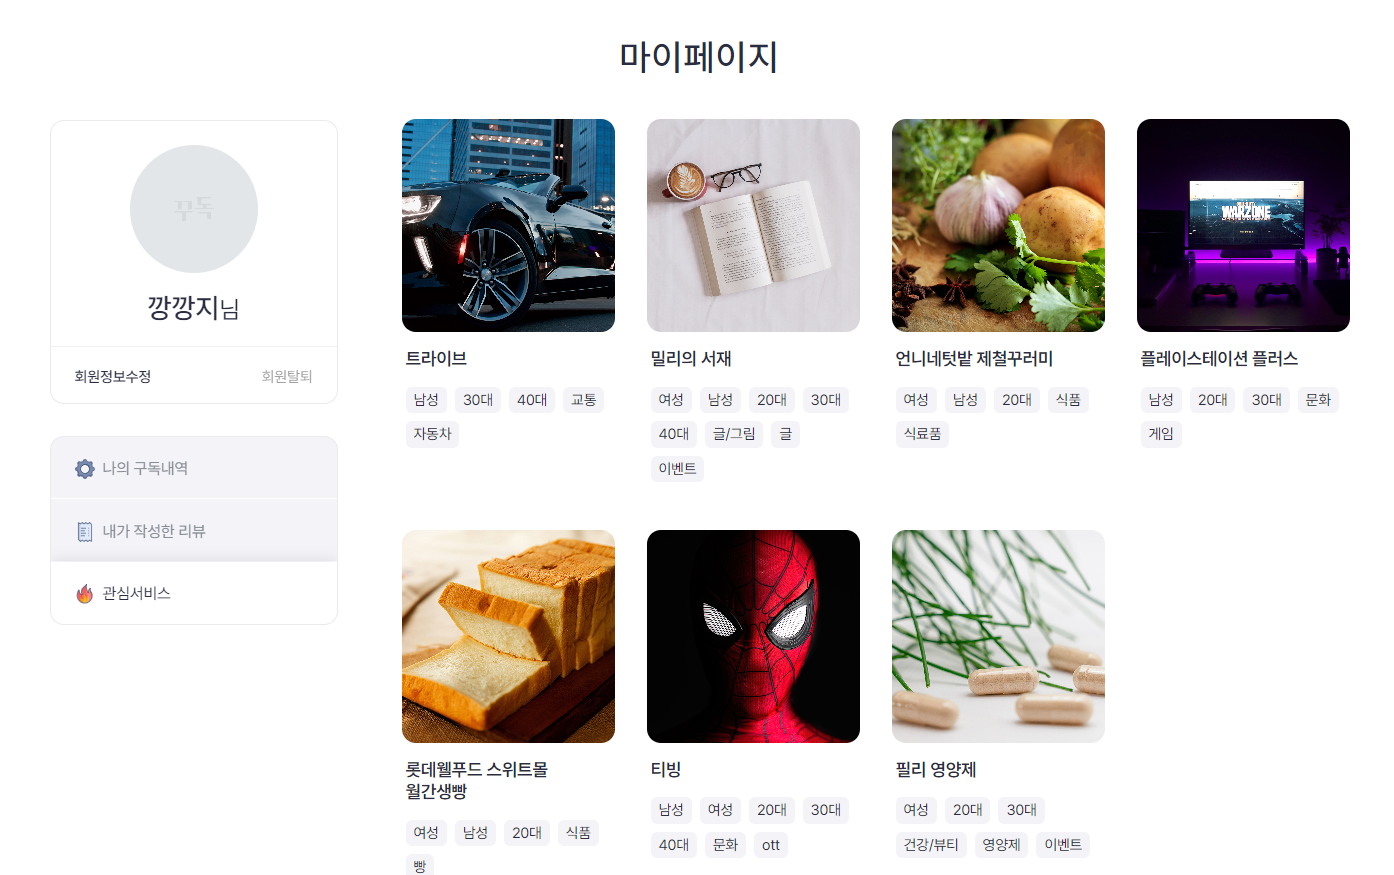 마이페이지
꾸독
깡깡지님
회원정보수정 회원탈퇴
나의 구독내역
내가 작성한 리뷰
관심서비스
트라이브
남성 30대 40대 교통
자동차
밀리의 서재
여성 남성 20대 30대
40대 글/그림 글
이벤트
언니네텃밭 제철꾸러미
여성 남성 20대 식품
식료품
WARZONE
플레이스테이션 플러스
남성 20대 30대 문화
게임
롯데웰푸드 스위트몰
월간생빵
여성 남성 20대 식품
빵
티빙
남성 여성 20대 30대
40대 문화 ott
필리 영양제
여성 20대 30대
건강/뷰티 영양제 이벤트